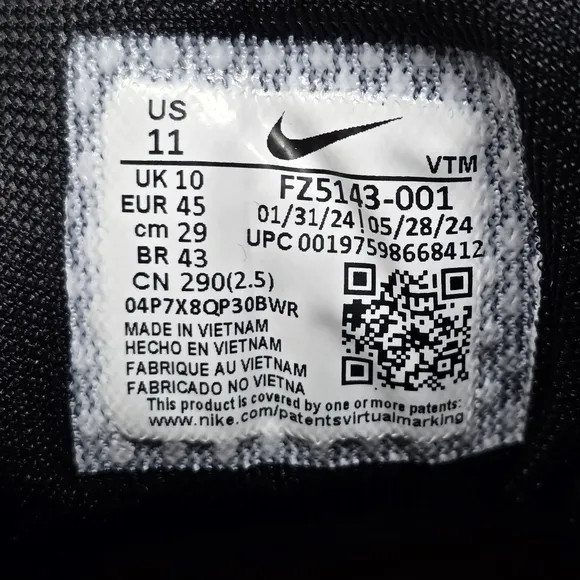 US
11
VTM
UK 10
EUR 45
cm 29
BR 43
CN 290(2.5)
FZ5143-001
01/31/24 05/28/24
UPC 00197598668412
04P7X8QP30BWR
MADE IN VIETNAM
HECHO EN VIETNAM
FABRIQUE AU VIETNAM
FABRICADO NO VIETNA
This product is covered by one or more patents:
www.nike.com/patentsvirtualmarking